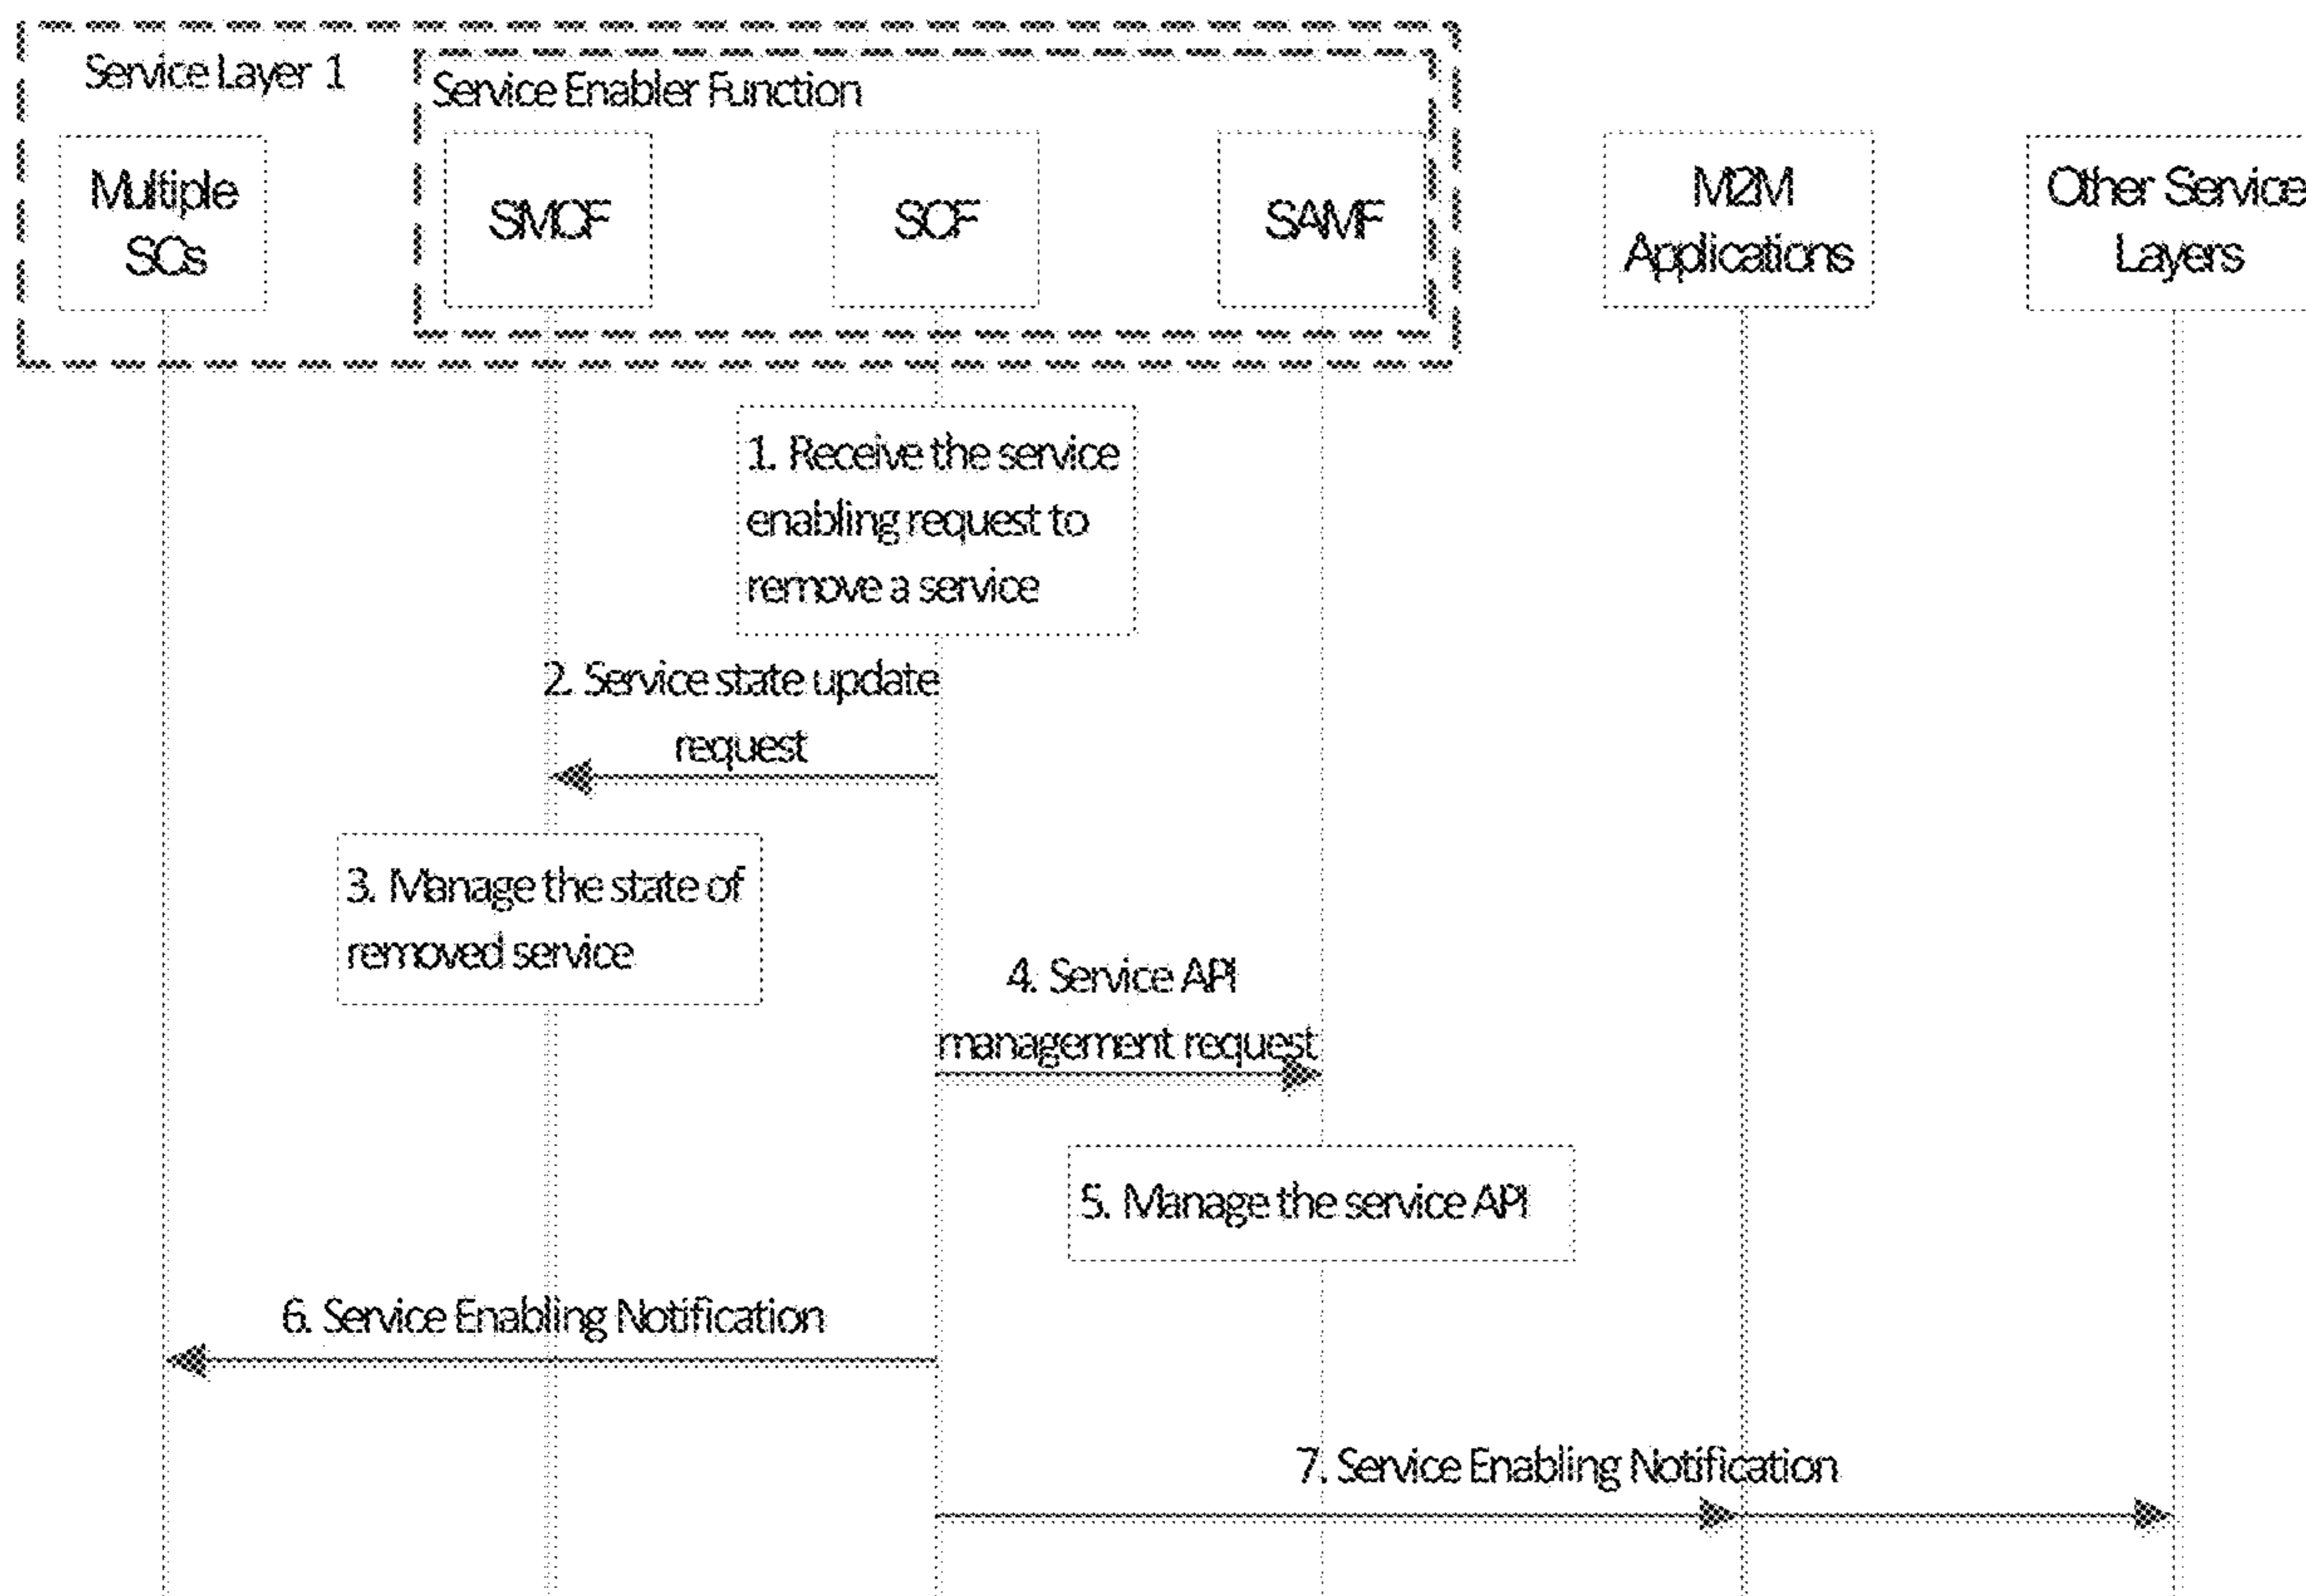 Service Layer 1
Service Enabler Function
Multiple
SCs
SMCF
SCF
SAMF
M2M
Applications
Other Service
Layers
1. Receive the service
enabling request to
remove a service
2. Service state update
request
3. Manage the state of
removed service
4. Service API
management request
5. Manage the service API
6. Service Enabling Notification
7. Service Enabling Notification